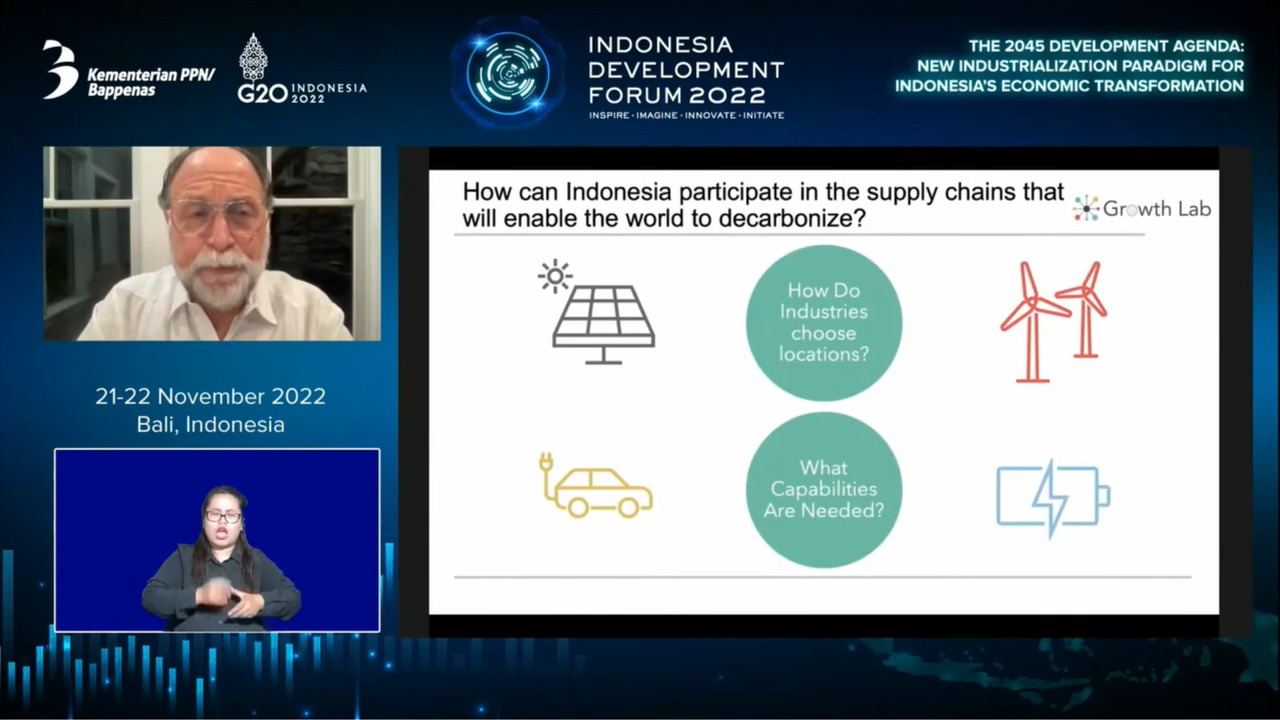 Kementerian PPN/
Bappenas
G20 INDONESIA
2022
INDONESIA
DEVELOPMENT
FORUM 2022
INSPIRE · IMAGINE · INNOVATE · INITIATE
THE 2045 DEVELOPMENT AGENDA:
NEW INDUSTRIALIZATION PARADIGM FOR
INDONESIA'S ECONOMIC TRANSFORMATION
21-22 November 2022
Bali, Indonesia
How can Indonesia participate in the supply chains that
will enable the world to decarbonize?
Growth Lab
How Do
Industries
choose
locations?
What
Capabilities
Are Needed?